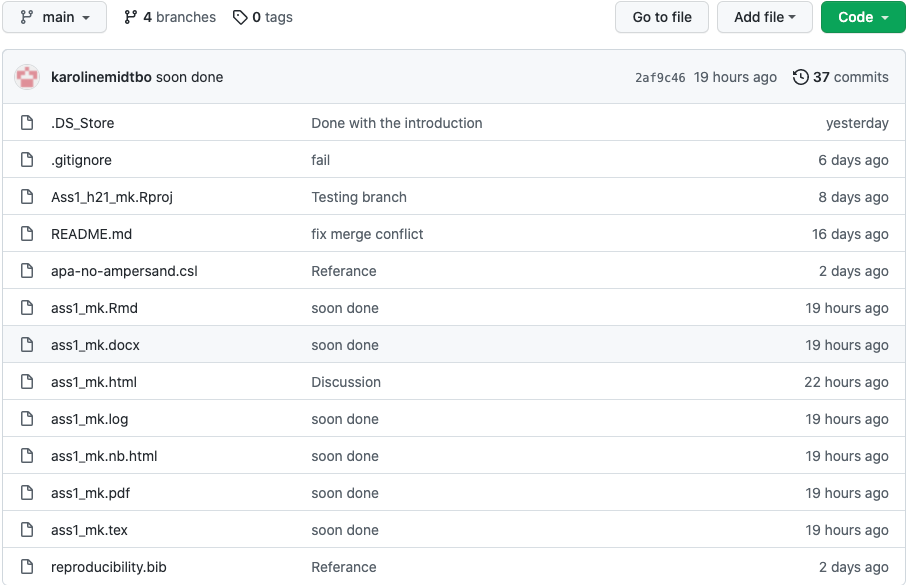 main 4 branches 0 tags Go to file Add file Code
karolinemidtbo soon done 2af9c46 19 hours ago 37 commits
.DS_Store Done with the introduction yesterday
.gitignore fail 6 days ago
Ass1_h21_mk.Rproj Testing branch 8 days ago
README.md fix merge conflict 16 days ago
apa-no-ampersand.csl Referance 2 days ago
ass1_mk.Rmd soon done 19 hours ago
ass1_mk.docx soon done 19 hours ago
ass1_mk.html Discussion 22 hours ago
ass1_mk.log soon done 19 hours ago
ass1_mk.nb.html soon done 19 hours ago
ass1_mk.pdf soon done 19 hours ago
ass1_mk.tex soon done 19 hours ago
reproducibility.bib Referance 2 days ago